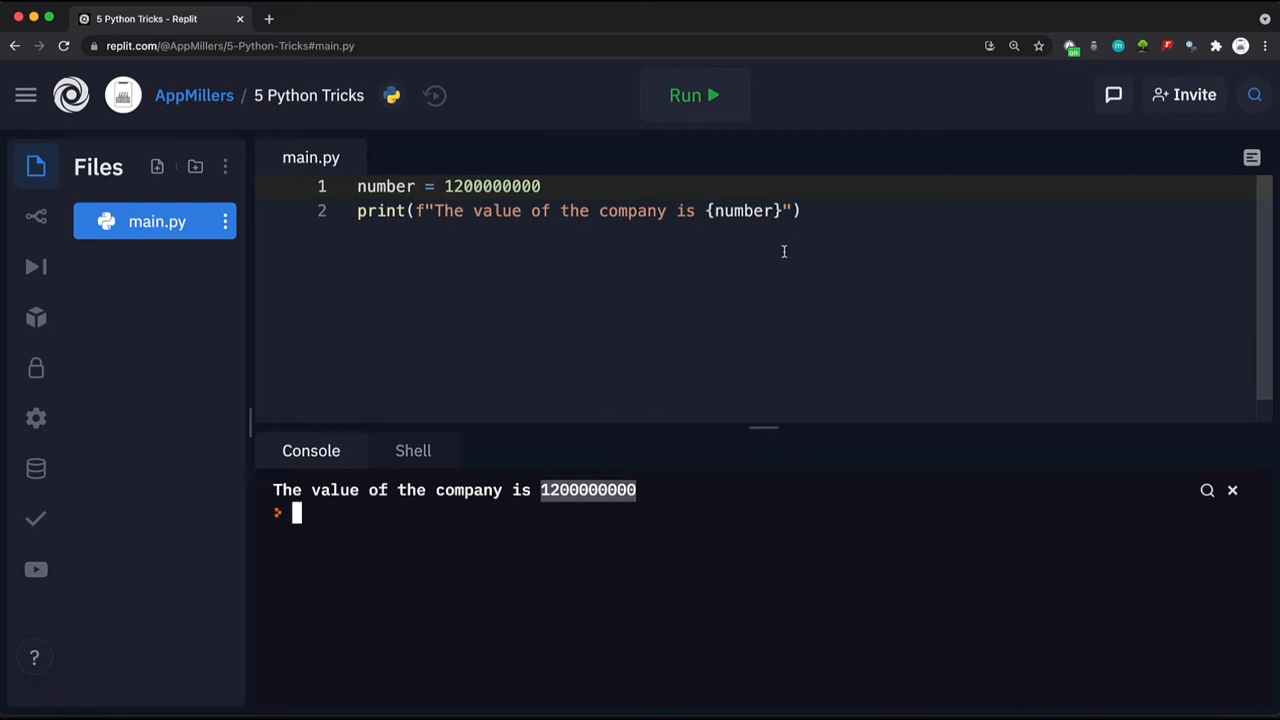 5 Python Tricks - Replit
replit.com/@AppMillers/5-Python-Tricks#main.py
AppMillers / 5 Python Tricks
Run
Invite
Files
main.py
main.py
1 number = 1200000000
2 print(f"The value of the company is {number}")
Console
Shell
The value of the company is 1200000000